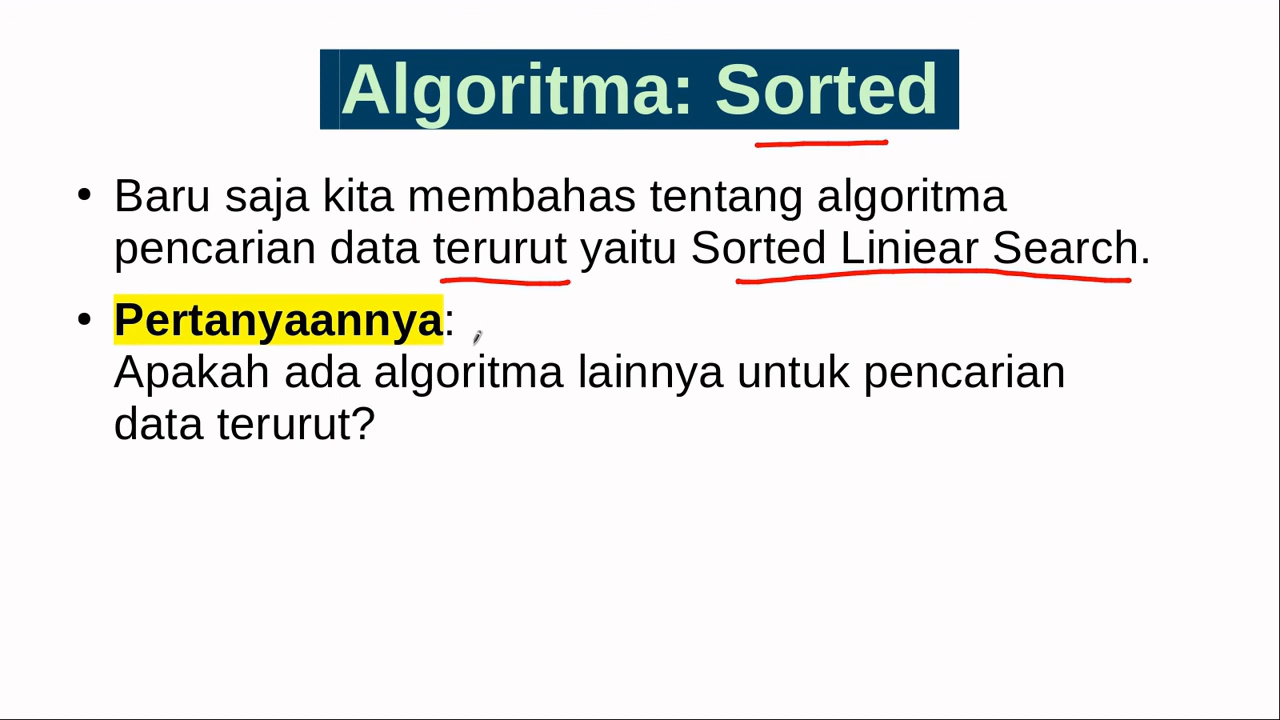 Algoritma: Sorted
• Baru saja kita membahas tentang algoritma
pencarian data terurut yaitu Sorted Liniear Search.
• Pertanyaannya:
Apakah ada algoritma lainnya untuk pencarian
data terurut?